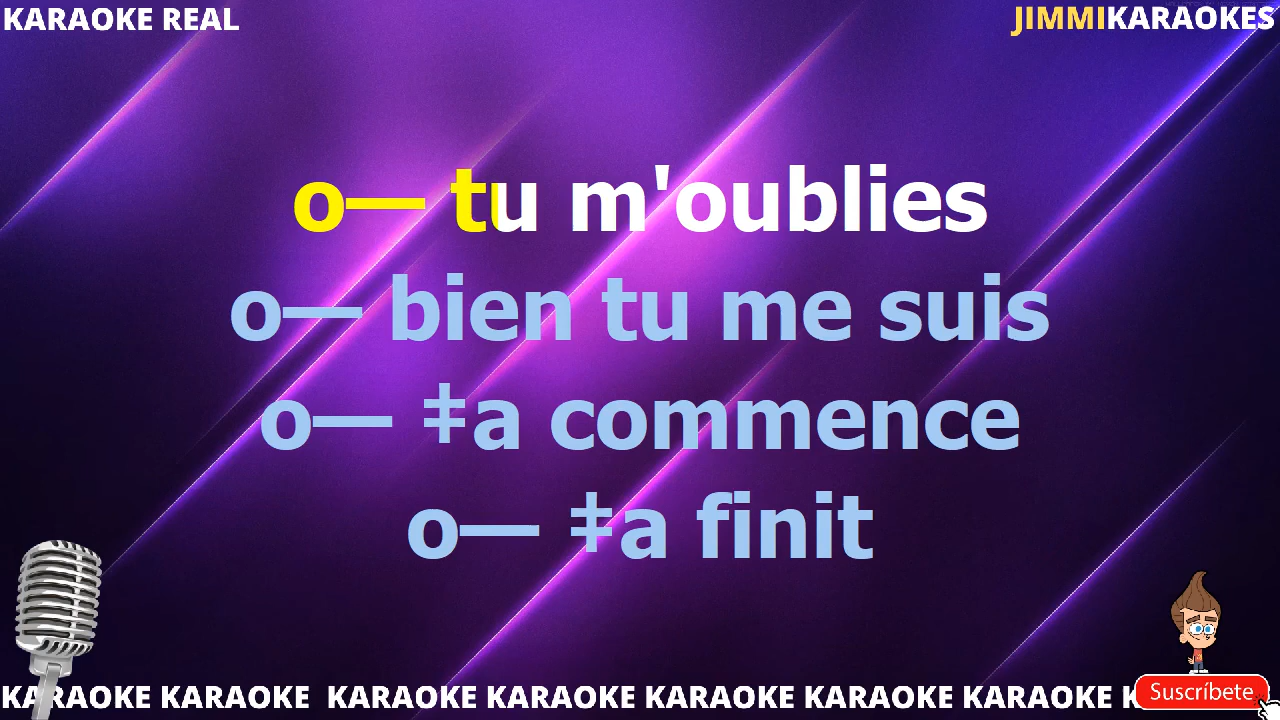 KARAOKE REAL
JIMMIKARAOKES
o— tu m'oublies
o— bien tu me suis
o— ‡a commence
o— ‡a finit
KARAOKE KARAOKE KARAOKE KARAOKE KARAOKE KARAOKE KARAOKE K
Suscríbete